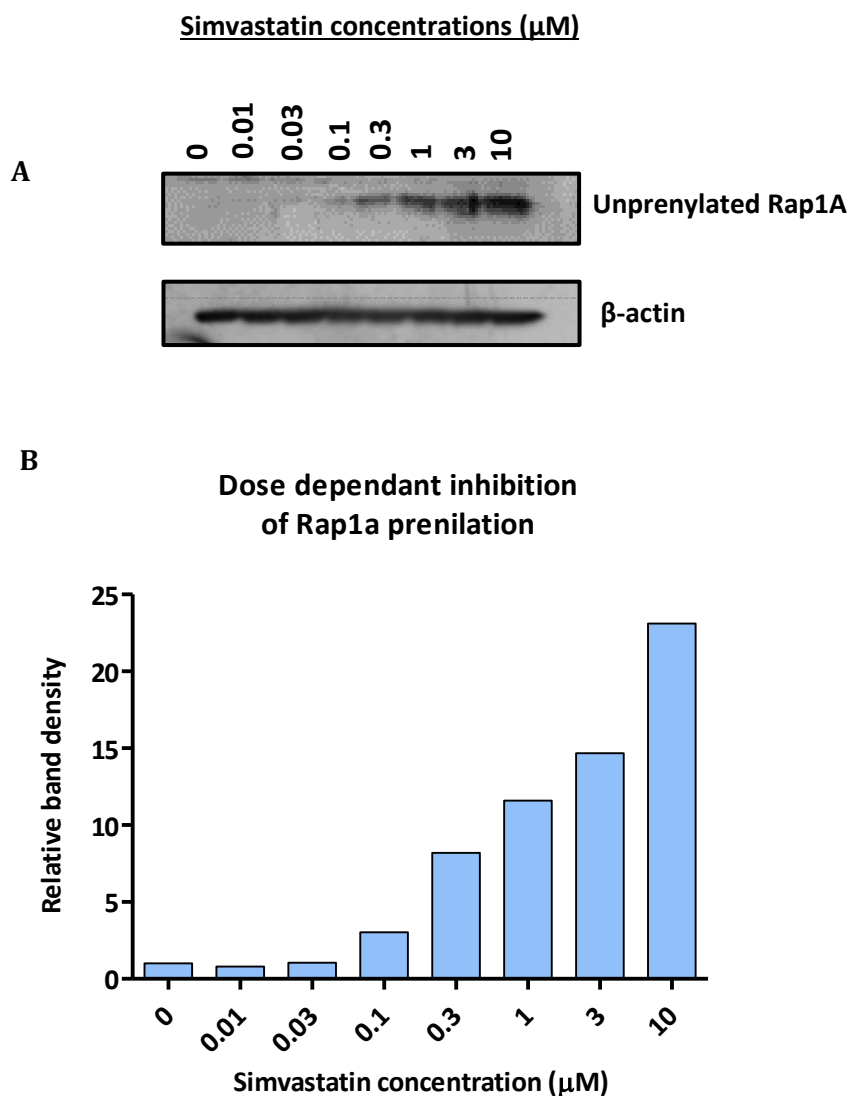 Simvastatin concentrations (µM)
0 0.01 0.03 0.1 0.3 1 3 10
A
Unprenylated Rap1A
β-actin
B
Dose dependant inhibition
of Rap1a prenilation
25
20
15
10
5
0
Relative band density
0 0.01 0.03 0.1 0.3 1 3 10
Simvastatin concentration (µM)